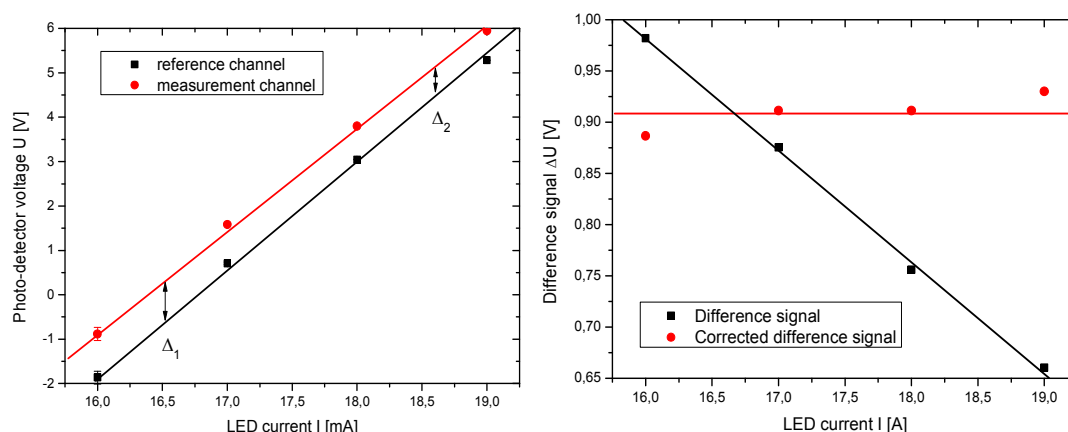 6
5
4
3
2
1
0
-1
-2
Photo-detector voltage U [V]
reference channel
measurement channel
Δ1
Δ2
16,0 16,5 17,0 17,5 18,0 18,5 19,0
LED current I [mA]
1,00
0,95
0,90
0,85
0,80
0,75
0,70
0,65
Difference signal ΔU [V]
Difference signal
Corrected difference signal
16,0 16,5 17,0 17,5 18,0 18,5 19,0
LED current I [A]